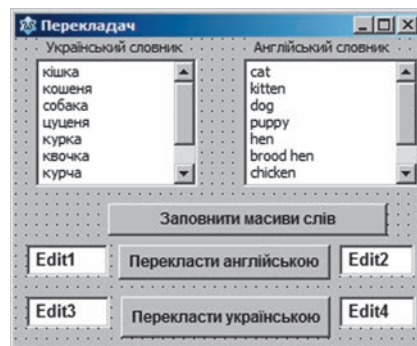 Перекладач
Український словник
Англійський словник
кішка
кошеня
собака
цуценя
курка
квочка
курча
cat
kitten
dog
puppy
hen
brood hen
chicken
Заповнити масиви слів
Edit1
Перекласти англійською
Edit2
Edit3
Перекласти українською
Edit4